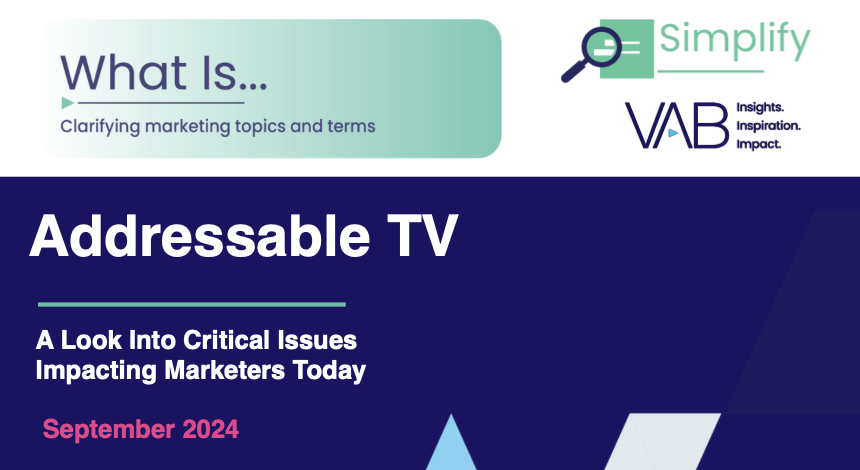 What Is...
Clarifying marketing topics and terms
Simplify
VAB
Insights.
Inspiration.
Impact.
Addressable TV
A Look Into Critical Issues
Impacting Marketers Today
September 2024